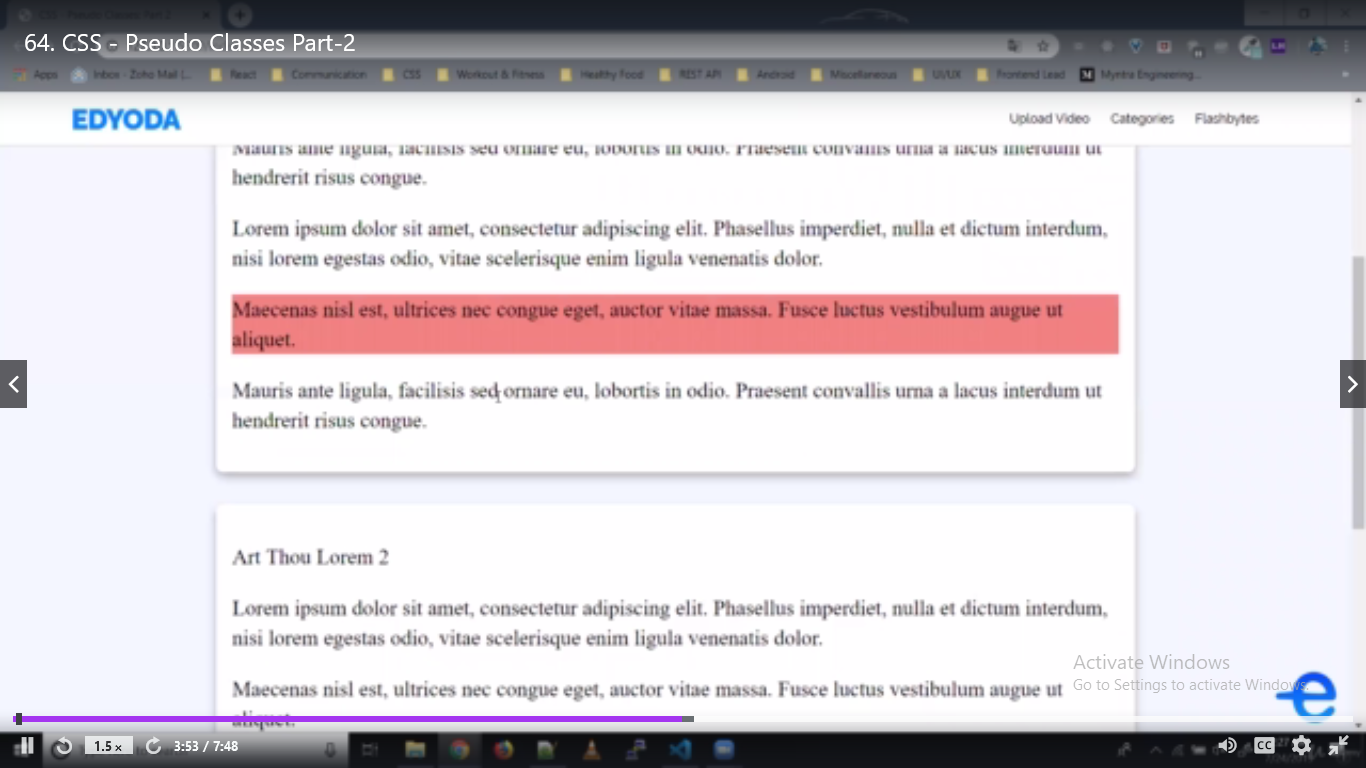 CSS - Pseudo Classes Part 2
64. CSS - Pseudo Classes Part-2
Apps Inbox - Zoho Mail (... React Communication CSS Workout & Fitness Healthy Food REST API Android Miscellaneous UI/UX Frontend Lead M Myntra Engineering...
EDYODA Upload Video Categories Flashbytes
Mauris ante ligula, facilisis sed ornare eu, lobortis in odio. Praesent convallis urna a lacus interdum ut
hendrerit risus congue.
Lorem ipsum dolor sit amet, consectetur adipiscing elit. Phasellus imperdiet, nulla et dictum interdum,
nisi lorem egestas odio, vitae scelerisque enim ligula venenatis dolor.
Maecenas nisl est, ultrices nec congue eget, auctor vitae massa. Fusce luctus vestibulum augue ut
aliquet.
Mauris ante ligula, facilisis sed ornare eu, lobortis in odio. Praesent convallis urna a lacus interdum ut
hendrerit risus congue.
Art Thou Lorem 2
Lorem ipsum dolor sit amet, consectetur adipiscing elit. Phasellus imperdiet, nulla et dictum interdum,
nisi lorem egestas odio, vitae scelerisque enim ligula venenatis dolor.
Maecenas nisl est, ultrices nec congue eget, auctor vitae massa. Fusce luctus vestibulum augue ut
aliquet.
Activate Windows
Go to Settings to activate Windows.
1.5 x 3:53 / 7:48 CC